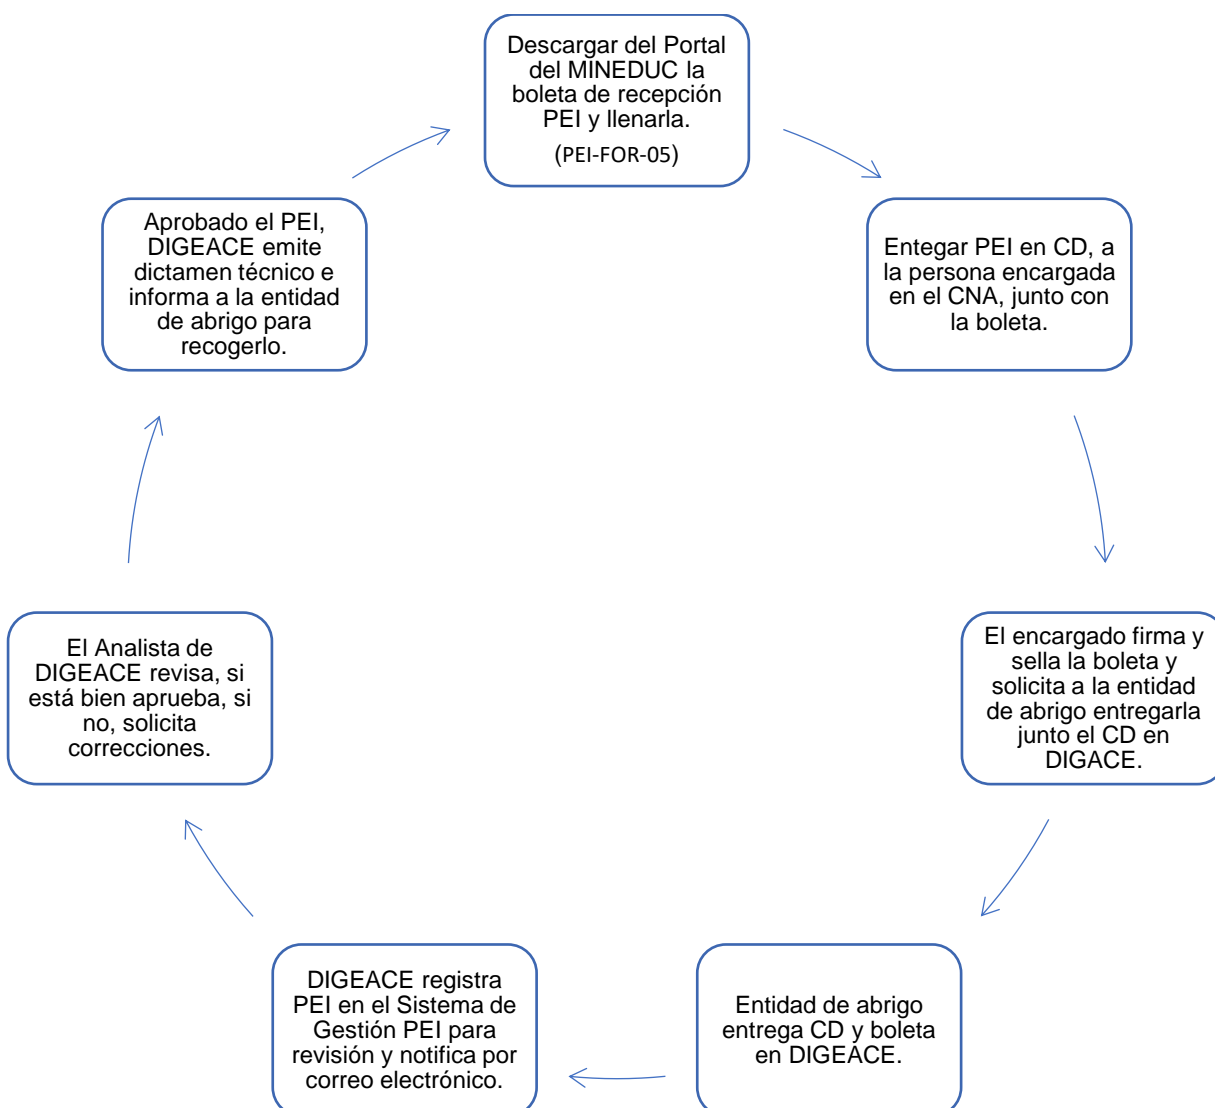 Descargar del Portal
del MINEDUC la
boleta de recepción
PEI y llenarla.
(PEI-FOR-05)
Entegar PEI en CD, a
la persona encargada
en el CNA, junto con
la boleta.
El encargado firma y
sella la boleta y
solicita a la entidad
de abrigo entregarla
junto el CD en
DIGACE.
Entidad de abrigo
entrega CD y boleta
en DIGEACE.
DIGEACE registra
PEI en el Sistema de
Gestión PEI para
revisión y notifica por
correo electrónico.
El Analista de
DIGEACE revisa, si
está bien aprueba, si
no, solicita
correcciones.
Aprobado el PEI,
DIGEACE emite
dictamen técnico e
informa a la entidad
de abrigo para
recogerlo.